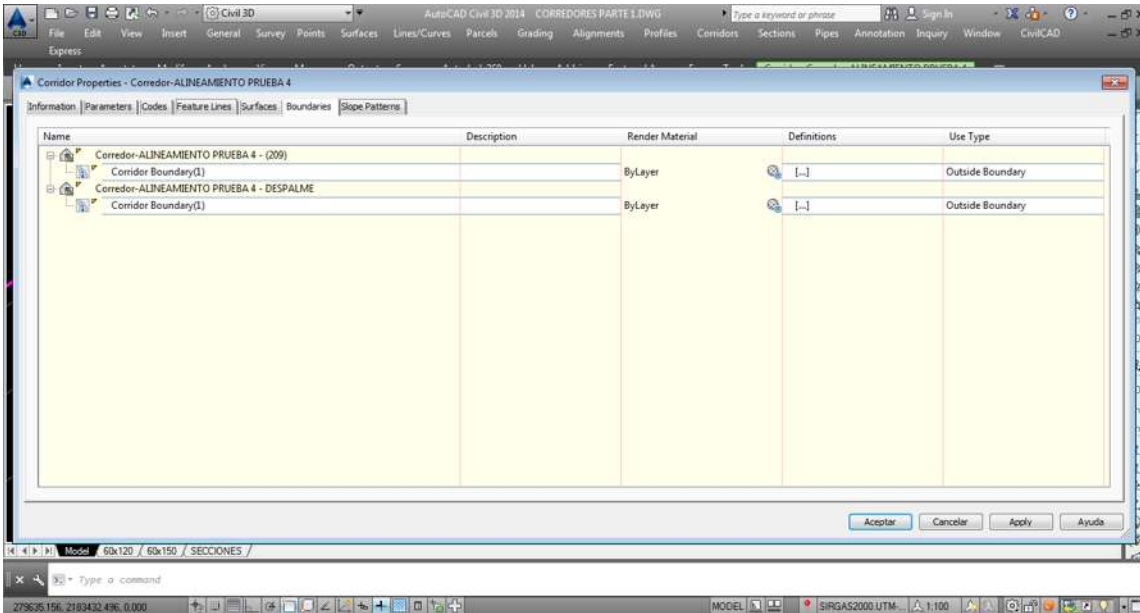 Civil 3D
AutoCAD Civil 3D 2014 CORREDORES PARTE 1.DWG
Type a keyword or phrase
Sign In
File Edit View Insert General Survey Points Surfaces Lines/Curves Parcels Grading Alignments Profiles Corridors Sections Pipes Annotation Inquiry Window CivilCAD
Express
Corridor Properties - Corredor-ALINEAMIENTO PRUEBA 4
Information Parameters Codes Feature Lines Surfaces Boundaries Slope Patterns
Name Description Render Material Definitions Use Type
Corredor-ALINEAMIENTO PRUEBA 4 - (209)
Corridor Boundary(1) ByLayer [...] Outside Boundary
Corredor-ALINEAMIENTO PRUEBA 4 - DESPALME
Corridor Boundary(1) ByLayer [...] Outside Boundary
Aceptar Cancelar Apply Ayuda
Model 60x120 60x150 SECCIONES
Type a command
279635.156, 2183432.496, 0.000 MODEL SIRGAS2000 UTM-... 1:100